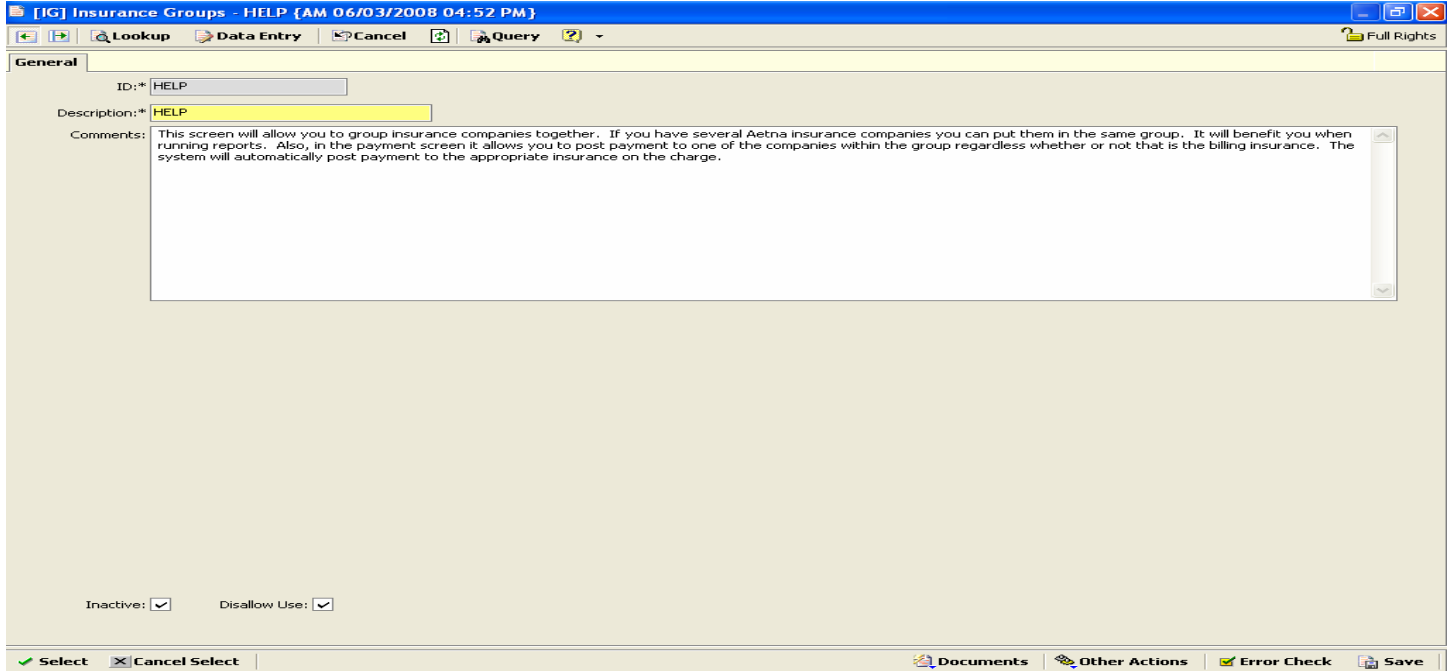 [IG] Insurance Groups - HELP {AM 06/03/2008 04:52 PM}
Lookup Data Entry Cancel Query Full Rights
General
ID:* HELP
Description:* HELP
Comments: This screen will allow you to group insurance companies together. If you have several Aetna insurance companies you can put them in the same group. It will benefit you when
running reports. Also, in the payment screen it allows you to post payment to one of the companies within the group regardless whether or not that is the billing insurance. The
system will automatically post payment to the appropriate insurance on the charge.
Inactive: Disallow Use:
Select Cancel Select Documents Other Actions Error Check Save